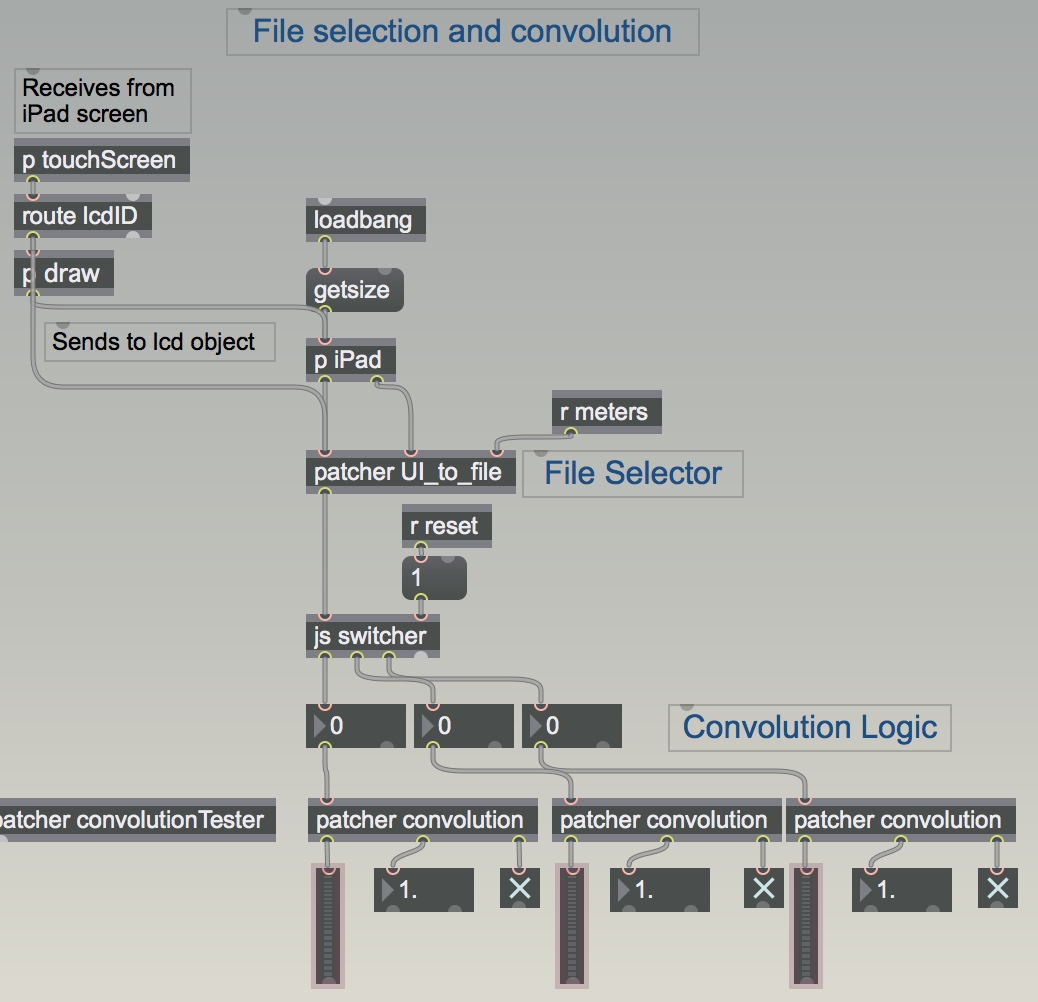 File selection and convolution
Receives from
iPad screen
p touchScreen
route lcdID
loadbang
p draw
getsize
Sends to lcd object
p iPad
r meters
patcher UI_to_file
File Selector
r reset
1
js switcher
0
0
0
Convolution Logic
patcher convolutionTester
patcher convolution
patcher convolution
patcher convolution
1.
1.
1.